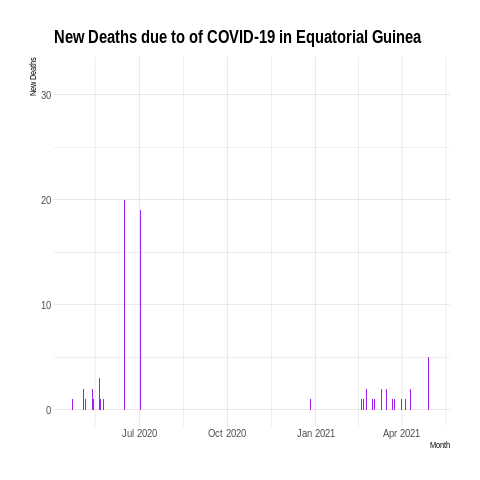 New Deaths due to of COVID-19 in Equatorial Guinea
New Deaths
30
20
10
0
Jul 2020 Oct 2020 Jan 2021 Apr 2021
Month